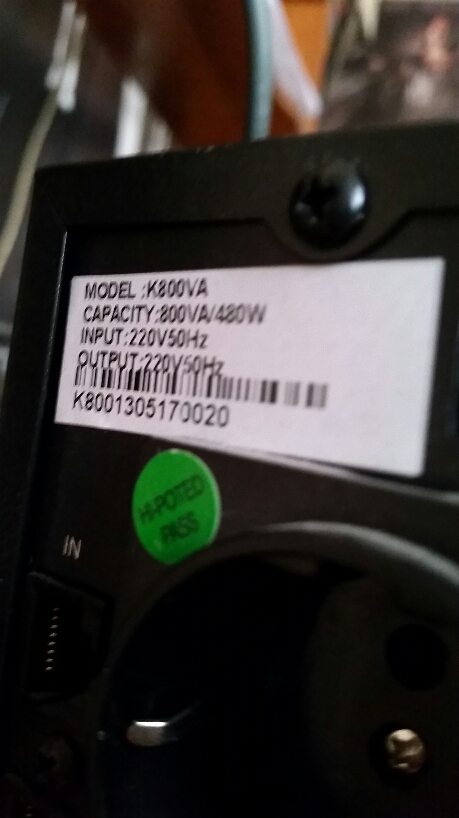 MODEL :K800VA
CAPACITY:800VA/480W
INPUT:220V50Hz
OUTPUT:220V50Hz
K8001305170020
HI-POTED
PASS
IN